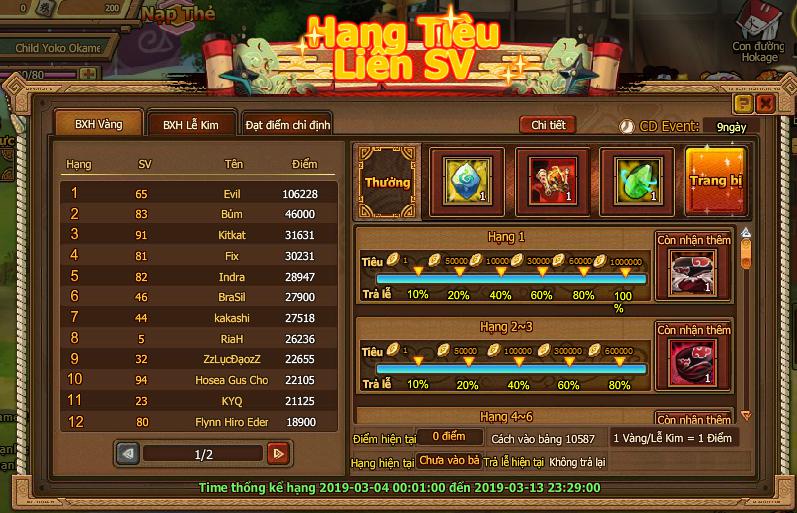 0 200
Nạp Thẻ
Child Yoko Okame
0/80
Hang Tiêu
Liên SV
Con đường
Hokage
BXH Vàng
BXH Lễ Kim
Đạt điểm chỉ định
Chi tiết
CD Event: 9ngày
Hạng SV Tên Điểm
1 65 Evil 106228
2 83 Bủm 46000
3 91 Kitkat 31631
4 81 Fix 30231
5 82 Indra 28947
6 46 BraSil 27900
7 44 kakashi 27518
8 5 RiaH 26236
9 32 ZzLụcĐạozZ 22655
10 94 Hosea Gus Cho 22105
11 23 KYQ 21125
12 80 Flynn Hiro Eder 18900
1/2
Thưởng
1
1
1
Trang bị
Hạng 1
Còn nhận thêm
Tiêu 1 50000 10000 30000 60000 1000000
Trả lễ 10% 20% 40% 60% 80% 100
%
1
Hạng 2~3
Còn nhận thêm
Tiêu 1 50000 100000 300000 600000
Trả lễ 10% 20% 40% 60% 80%
1
Hạng 4~6
Còn nhận thêm
Điểm hiện tại 0 điểm Cách vào bảng 10587 1 Vàng/Lễ Kim = 1 Điểm
Hạng hiện tại Chưa vào bả Trả lễ hiện tại Không trả lại
Time thống kế hạng 2019-03-04 00:01:00 đến 2019-03-13 23:29:00